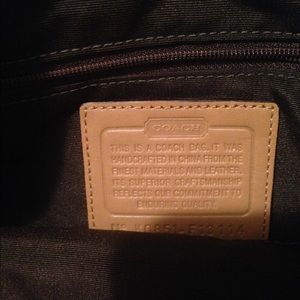 COACH
THIS IS A COACH BAG. IT WAS
HANDCRAFTED IN CHINA FROM THE
FINEST MATERIALS AND LEATHER.
ITS SUPERIOR CRAFTSMANSHIP
REFLECTS OUR COMMITMENT TO
ENDURING QUALITY.